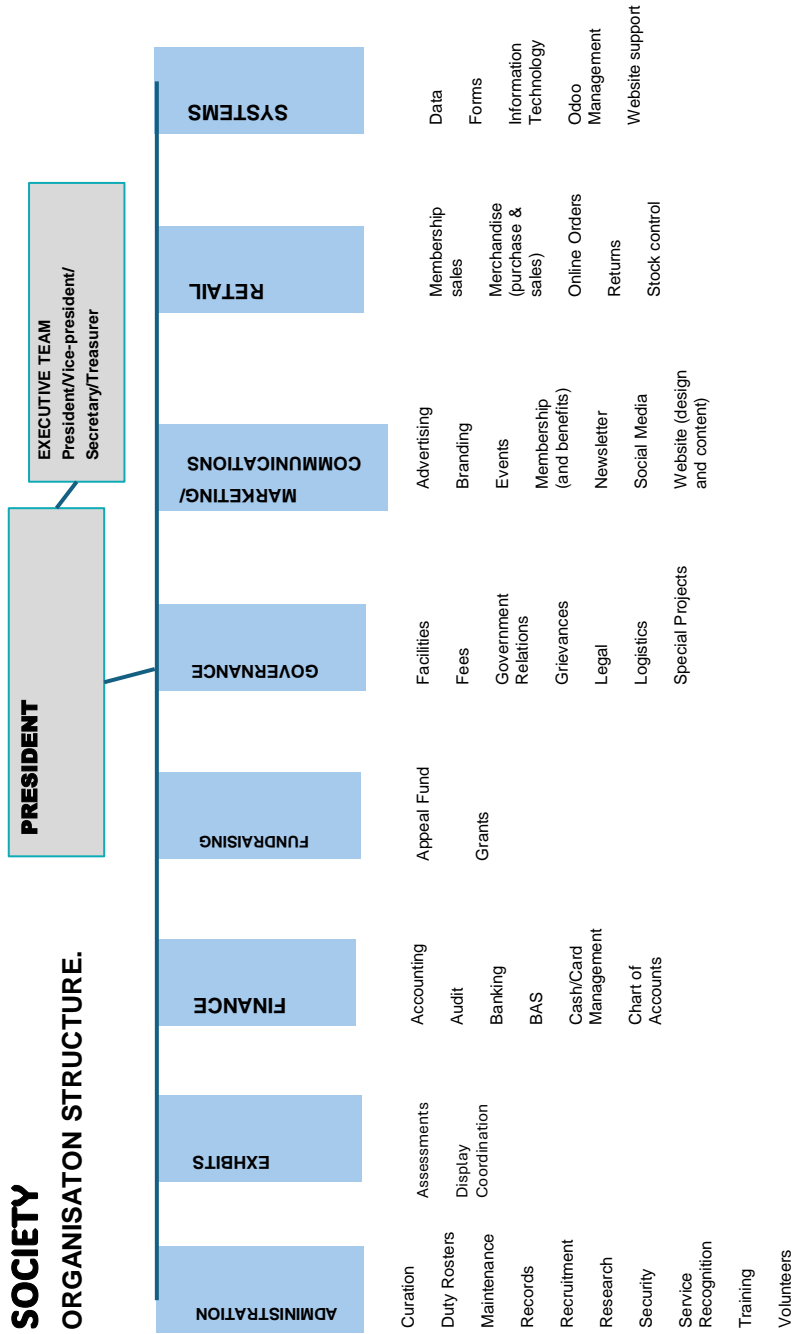 SOCIETY
ORGANISATON STRUCTURE.
PRESIDENT
EXECUTIVE TEAM
President/Vice-president/
Secretary/Treasurer
ADMINISTRATION
Curation
Duty Rosters
Maintenance
Records
Recruitment
Research
Security
Service
Recognition
Training
Volunteers
EXHBITS
Assessments
Display
Coordination
FINANCE
Accounting
Audit
Banking
BAS
Cash/Card
Management
Chart of
Accounts
FUNDRAISING
Appeal Fund
Grants
GOVERNANCE
Facilities
Fees
Government
Relations
Grievances
Legal
Logistics
Special Projects
MARKETING/
COMMUNICATIONS
Advertising
Branding
Events
Membership
(and benefits)
Newsletter
Social Media
Website (design
and content)
RETAIL
Membership
sales
Merchandise
(purchase &
sales)
Online Orders
Returns
Stock control
SYSTEMS
Data
Forms
Information
Technology
Odoo
Management
Website support